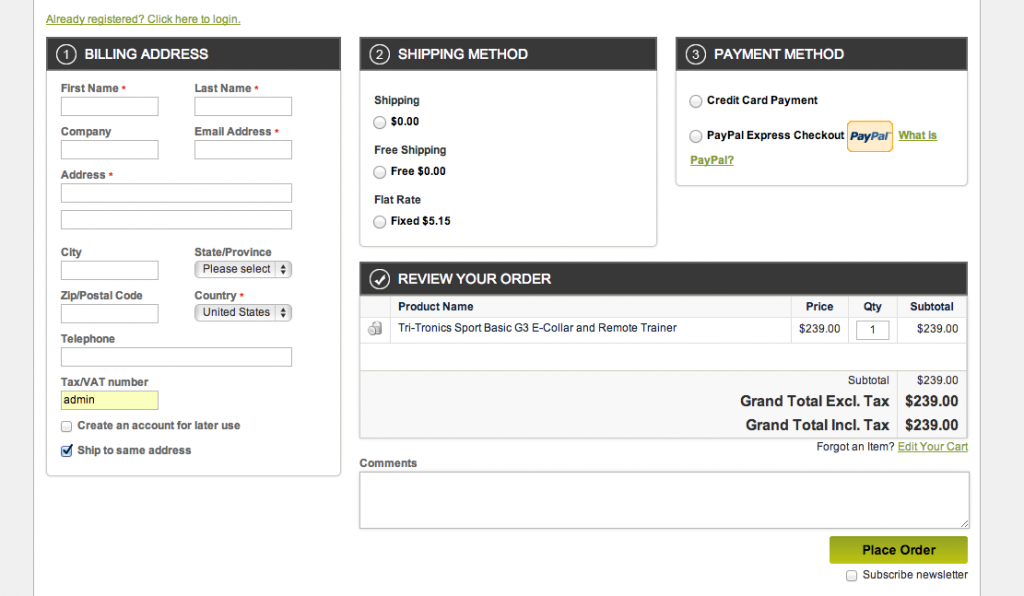 Already registered? Click here to login.
1 BILLING ADDRESS
First Name * Last Name *
Company Email Address *
Address *
City State/Province
Please select
Zip/Postal Code Country *
United States
Telephone
Tax/VAT number
admin
Create an account for later use
Ship to same address
2 SHIPPING METHOD
Shipping
$0.00
Free Shipping
Free $0.00
Flat Rate
Fixed $5.15
3 PAYMENT METHOD
Credit Card Payment
PayPal Express Checkout PayPal What is
PayPal?
REVIEW YOUR ORDER
Product Name Price Qty Subtotal
Tri-Tronics Sport Basic G3 E-Collar and Remote Trainer $239.00 1 $239.00
Subtotal $239.00
Grand Total Excl. Tax $239.00
Grand Total Incl. Tax $239.00
Forgot an Item? Edit Your Cart
Comments
Place Order
Subscribe newsletter